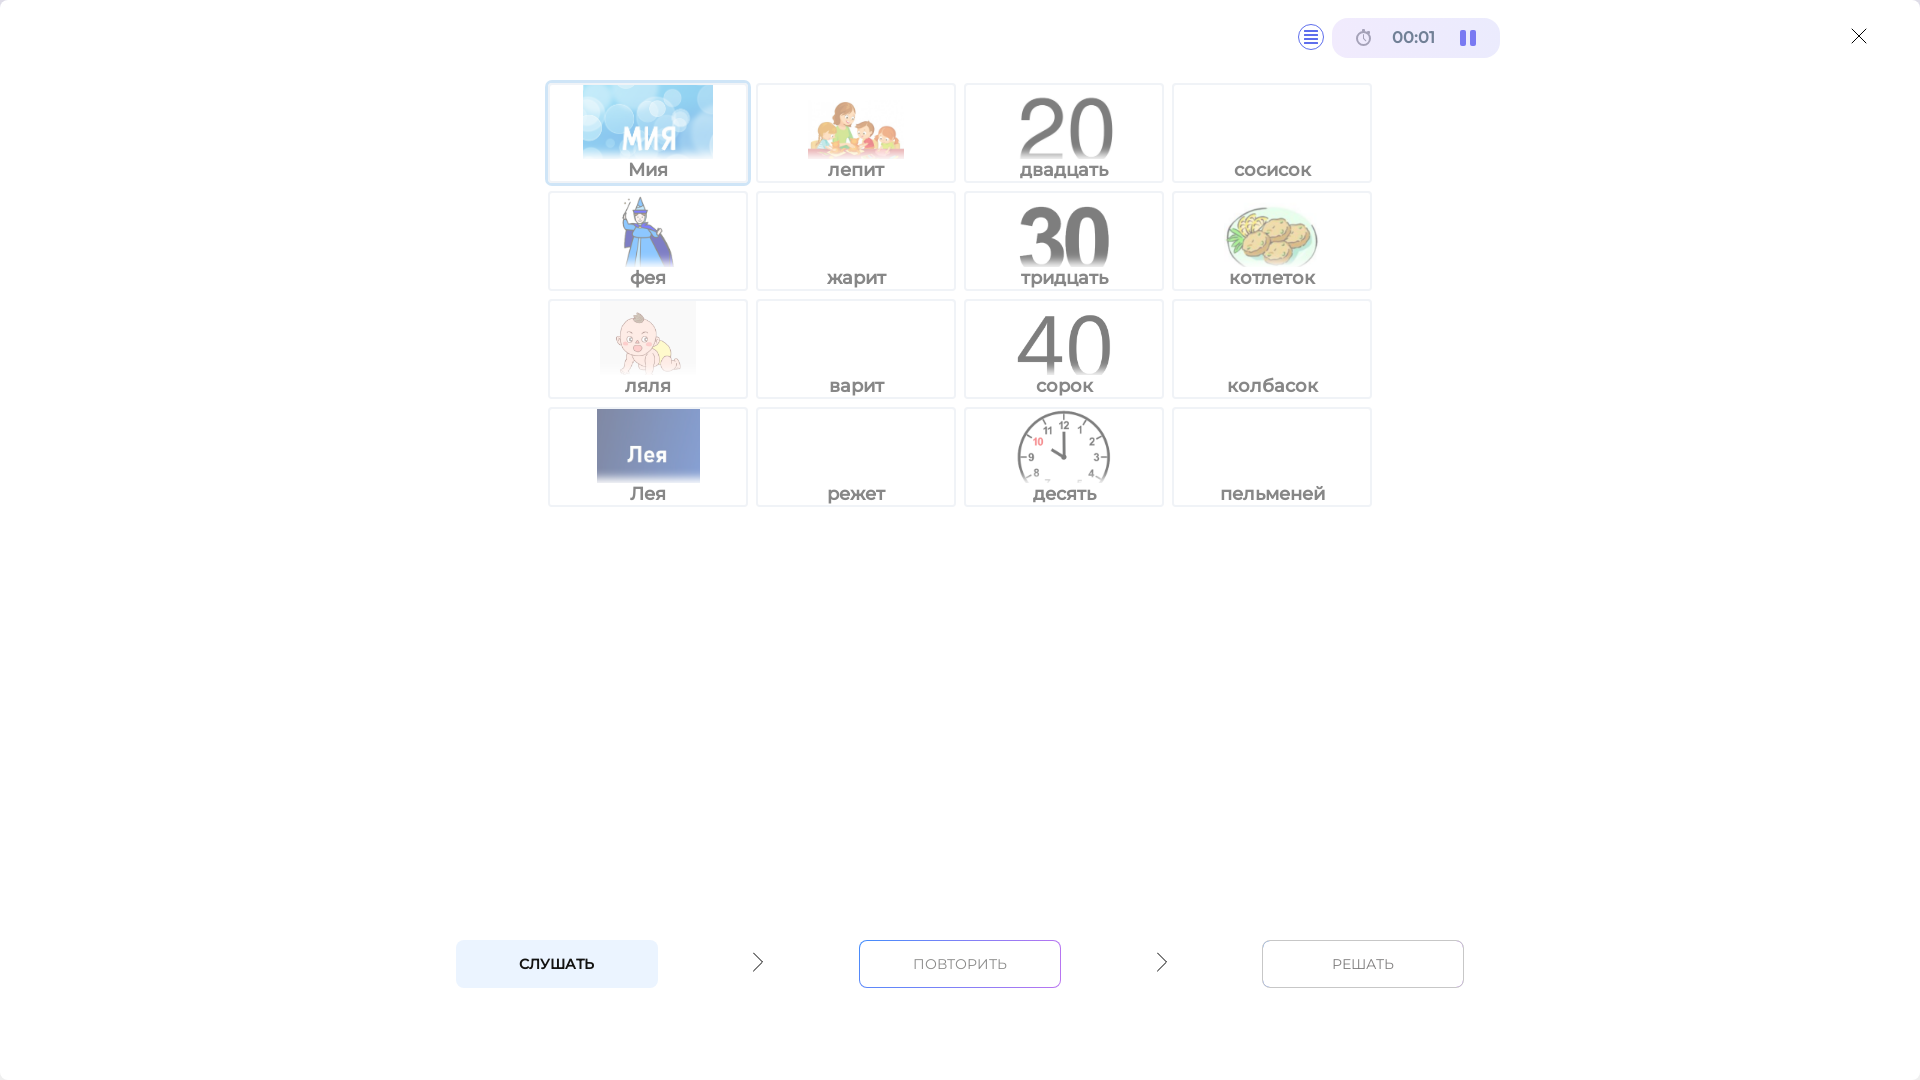 00:01
МИЯ
Мия
лепит
20
двадцать
сосисок
фея
жарит
30
тридцать
котлеток
ляля
варит
40
сорок
колбасок
Лея
Лея
режет
11 12 1
10 2
9 3
8 4
десять
пельменей
СЛУШАТЬ
ПОВТОРИТЬ
РЕШАТЬ